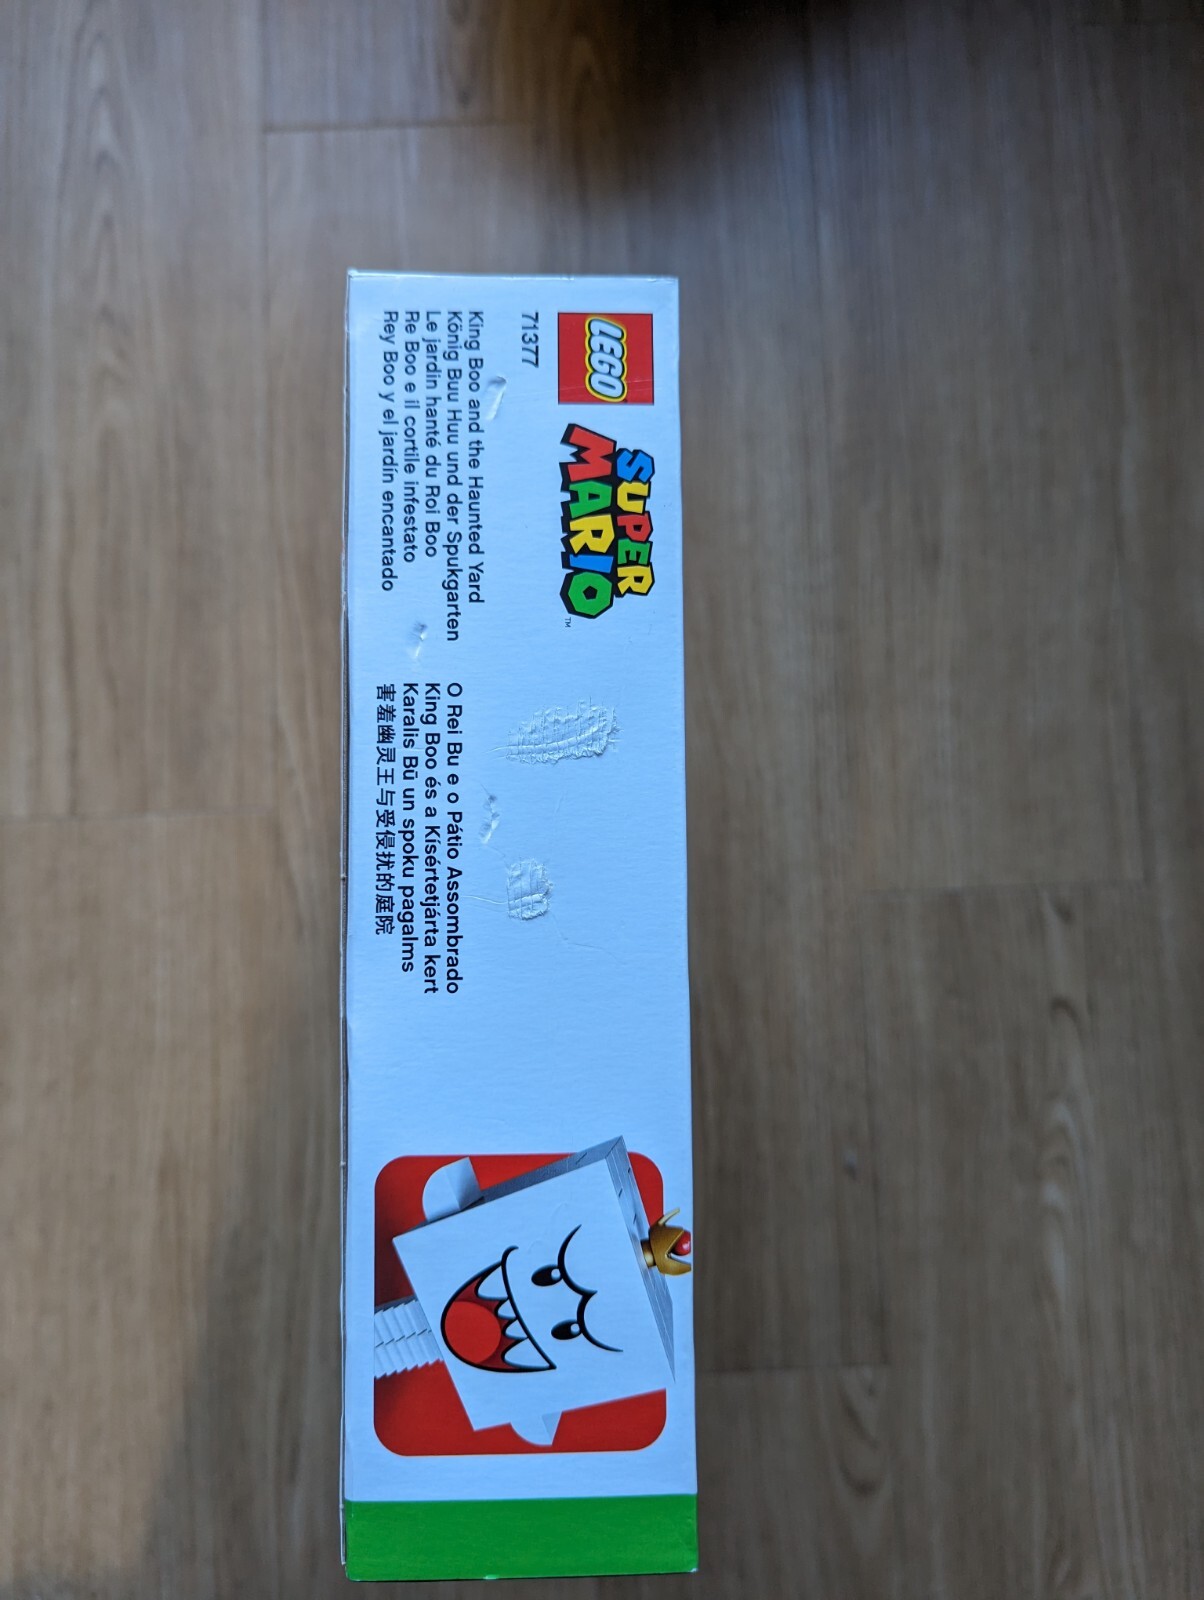 LEGO
SUPER
MARIO™
71377
King Boo and the Haunted Yard
König Buu Huu und der Spukgarten
Le jardin hanté du Roi Boo
Re Boo e il cortile infestato
Rey Boo y el jardín encantado
O Rei Bu e o Pátio Assombrado
King Boo és a Kísértetjárta kert
Karalis Bū un spoku pagalms
害羞幽灵王与受侵扰的庭院